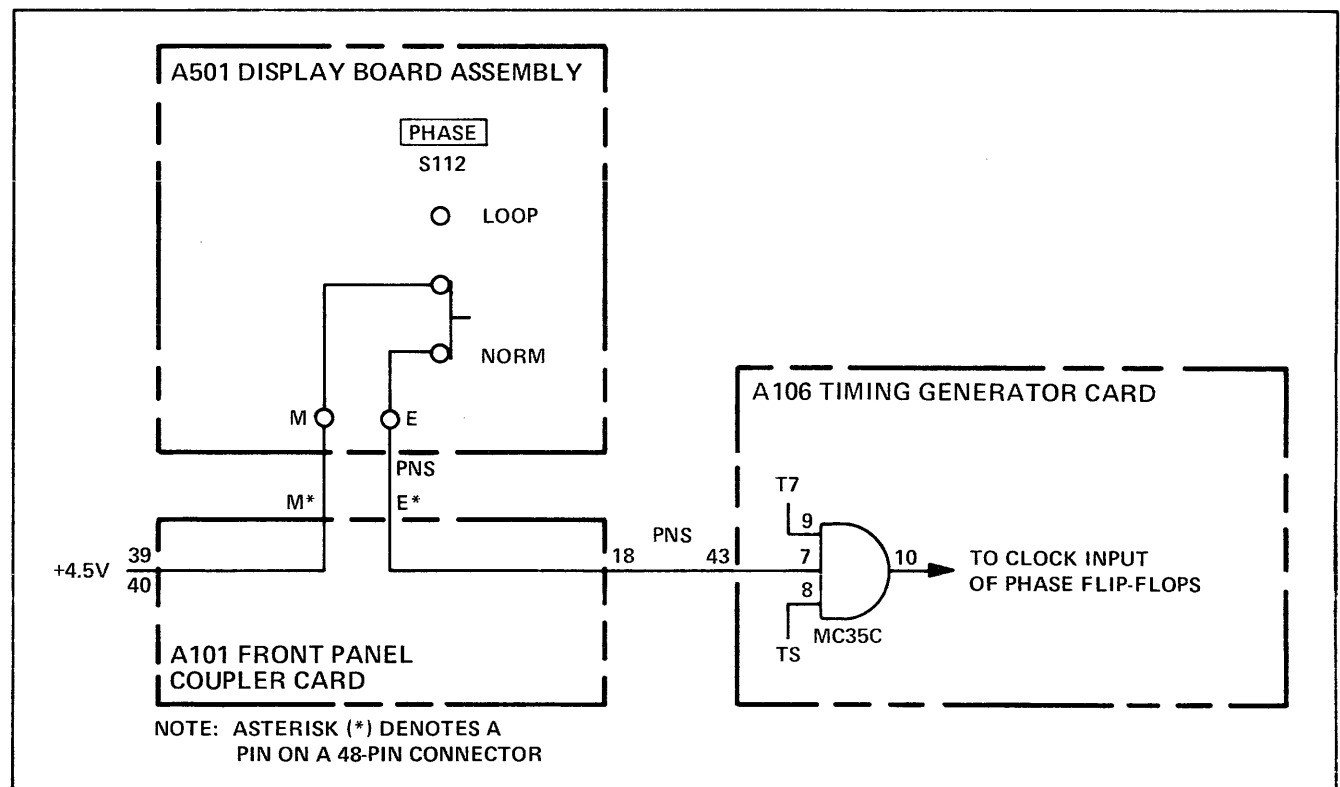 A501 DISPLAY BOARD ASSEMBLY
PHASE
S112
LOOP
NORM
M
E
PNS
M*
E*
+4.5V
39
40
18
PNS
43
A101 FRONT PANEL
COUPLER CARD
A106 TIMING GENERATOR CARD
T7
9
7
8
TS
10
MC35C
TO CLOCK INPUT
OF PHASE FLIP-FLOPS
NOTE: ASTERISK (*) DENOTES A
PIN ON A 48-PIN CONNECTOR